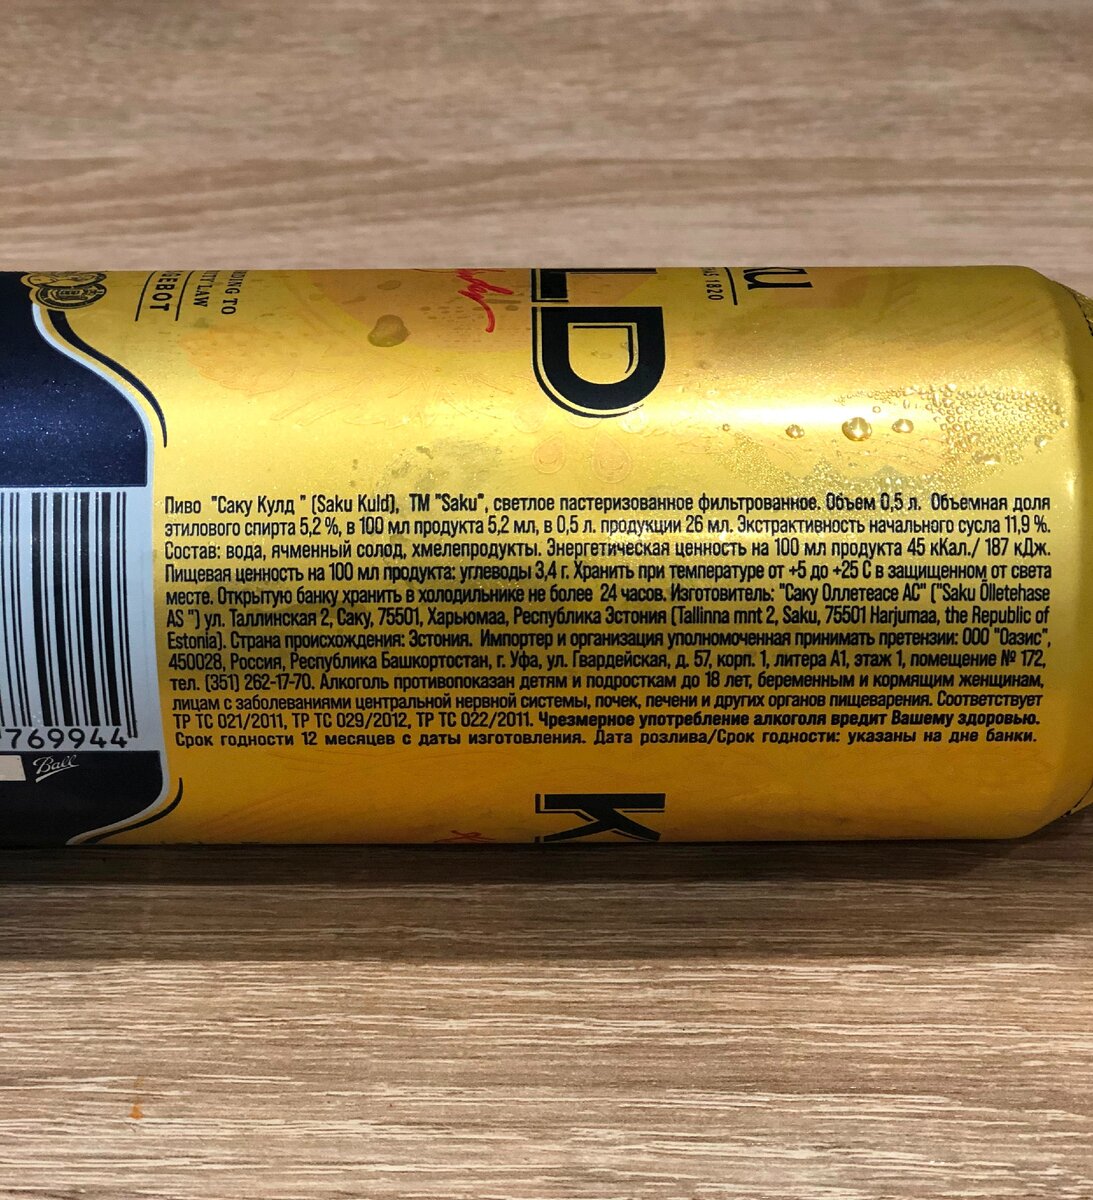 DING TO
ITTLAW
GEBOT
LD
au
AS 1820
Пиво "Саку Кулд " (Saku Kuld), ТМ "Saku", светлое пастеризованное фильтрованное. Объем 0,5 л. Объемная доля
этилового спирта 5,2 %, в 100 мл продукта 5,2 мл, в 0,5 л. продукции 26 мл. Экстрактивность начального сусла 11,9 %.
Состав: вода, ячменный солод, хмелепродукты. Энергетическая ценность на 100 мл продукта 45 кКал./ 187 кДж.
Пищевая ценность на 100 мл продукта: углеводы 3,4 г. Хранить при температуре от +5 до +25 С в защищенном от света
месте. Открытую банку хранить в холодильнике не более 24 часов. Изготовитель: "Саку Оллетеасе АС" ("Saku Õlletehase
AS ") ул. Таллинская 2, Саку, 75501, Харьюмаа, Республика Эстония (Tallinna mnt 2, Saku, 75501 Harjumaa, the Republic of
Estonia). Страна происхождения: Эстония. Импортер и организация уполномоченная принимать претензии: ООО "Оазис",
450028, Россия, Республика Башкортостан, г. Уфа, ул. Гвардейская, д. 57, корп. 1, литера А1, этаж 1, помещение № 172,
тел. (351) 262-17-70. Алкоголь противопоказан детям и подросткам до 18 лет, беременным и кормящим женщинам,
лицам с заболеваниями центральной нервной системы, почек, печени и других органов пищеварения. Соответствует
ТР ТС 021/2011, ТР ТС 029/2012, ТР ТС 022/2011. Чрезмерное употребление алкоголя вредит Вашему здоровью.
Срок годности 12 месяцев с даты изготовления. Дата розлива/Срок годности: указаны на дне банки.
769944
Ball
K